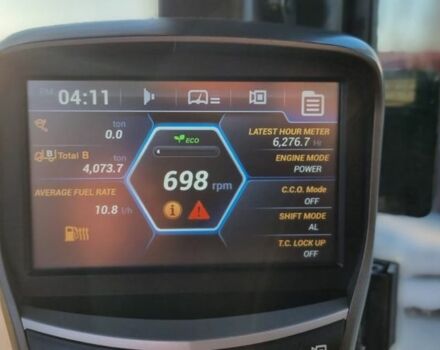 PM 04:11
ton
0.0
B Total B
ton
4,073.7
AVERAGE FUEL RATE
10.8 l/h
ECO
698 rpm
LATEST HOUR METER
6,276.7 Hr
ENGINE MODE
POWER
C.C.O. Mode
OFF
SHIFT MODE
AL
T.C. LOCK UP
OFF